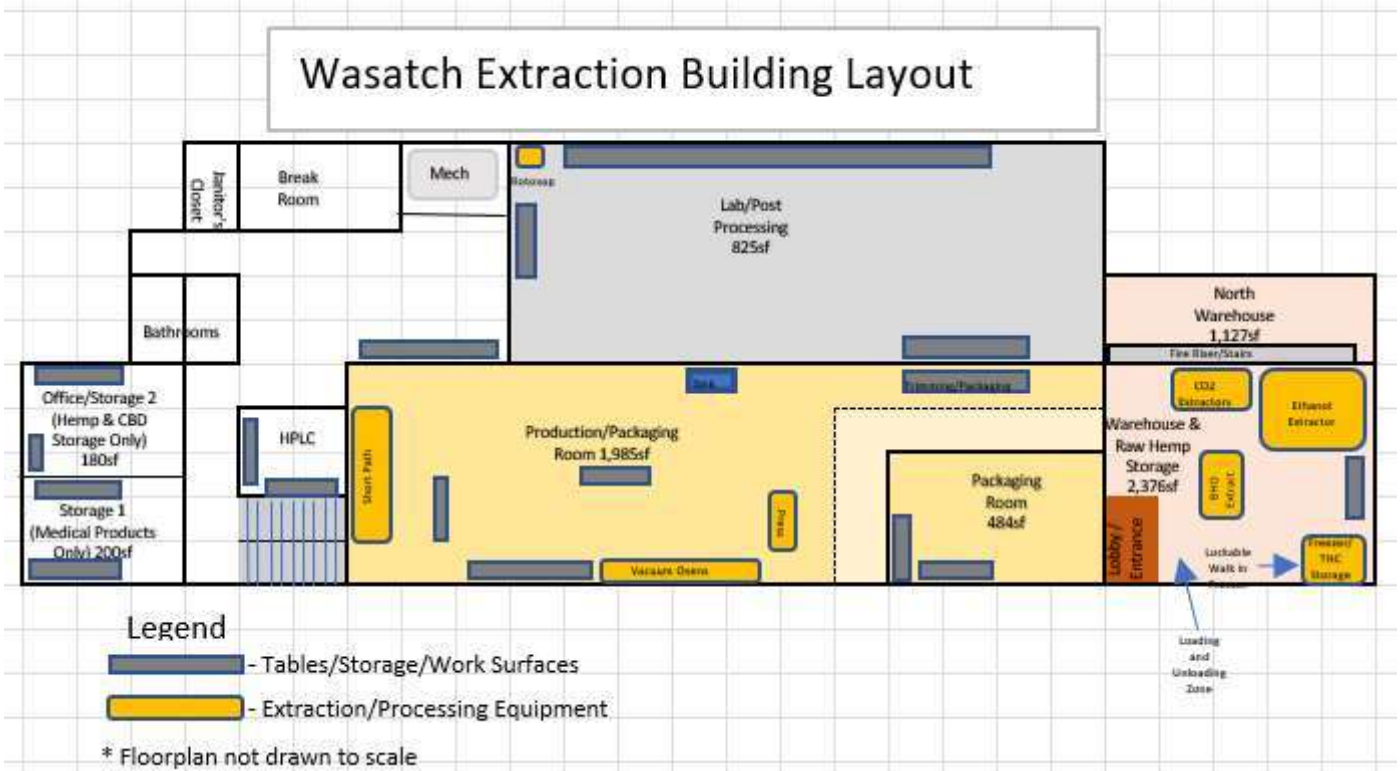 Wasatch Extraction Building Layout
Janitor's
Closet
Break
Room
Mech
Rotovap
Lab/Post
Processing
825sf
North
Warehouse
1,127sf
Fire Riser/Stairs
Bathrooms
Office/Storage 2
(Hemp & CBD
Storage Only)
180sf
Storage 1
(Medical Products
Only) 200sf
HPLC
Short Path
Production/Packaging
Room 1,985sf
Sink
Trimming/Packaging
Press
Vacuum Ovens
Packaging
Room
484sf
CO2
Extractors
Ethanol
Extractor
Warehouse &
Raw Hemp
Storage
2,376sf
BHO
Extract
Lobby /
Entrance
Lockable
Walk in
Freezer
Freezer/
THC
Storage
Loading
and
Unloading
Zone
Legend
- Tables/Storage/Work Surfaces
- Extraction/Processing Equipment
* Floorplan not drawn to scale